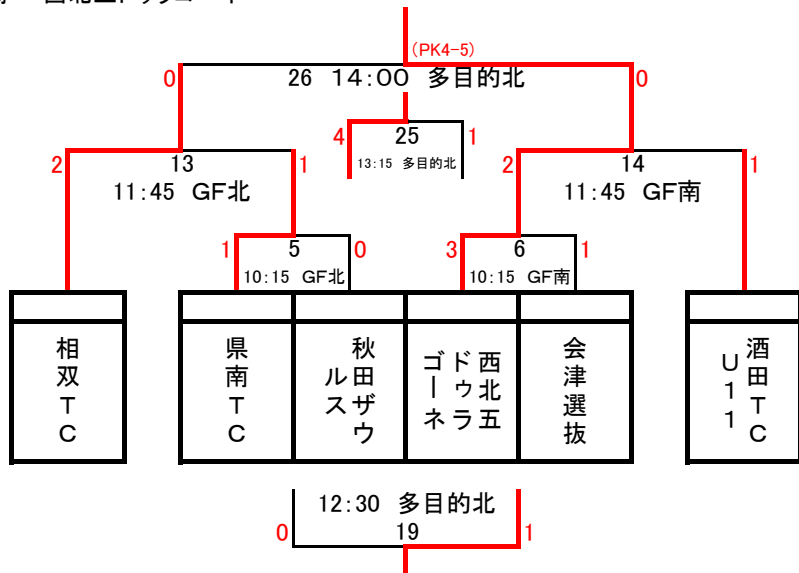 (PK4-5)
0 26 14:00 多目的北 0
4 25 1
13:15 多目的北
2 13 1
11:45 GF北
2 14 1
11:45 GF南
1 5 0
10:15 GF北
3 6 1
10:15 GF南
相双TC
県南TC
秋田ザウルス
西北五ドゥラゴーネ
会津選抜
酒田TCU11
12:30 多目的北
0 19 1